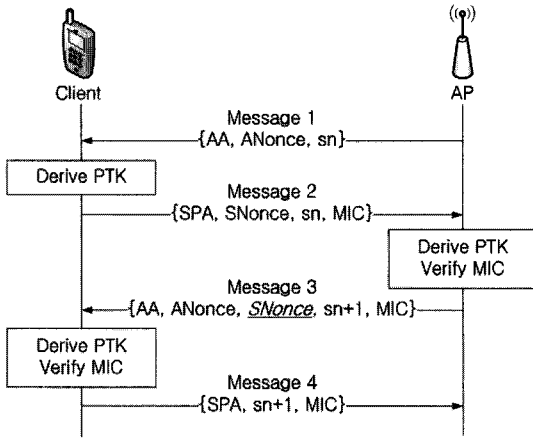 Client
AP
Message 1
{AA, ANonce, sn}
Derive PTK
Message 2
{SPA, SNonce, sn, MIC}
Derive PTK
Verify MIC
Message 3
{AA, ANonce, SNonce, sn+1, MIC}
Derive PTK
Verify MIC
Message 4
{SPA, sn+1, MIC}